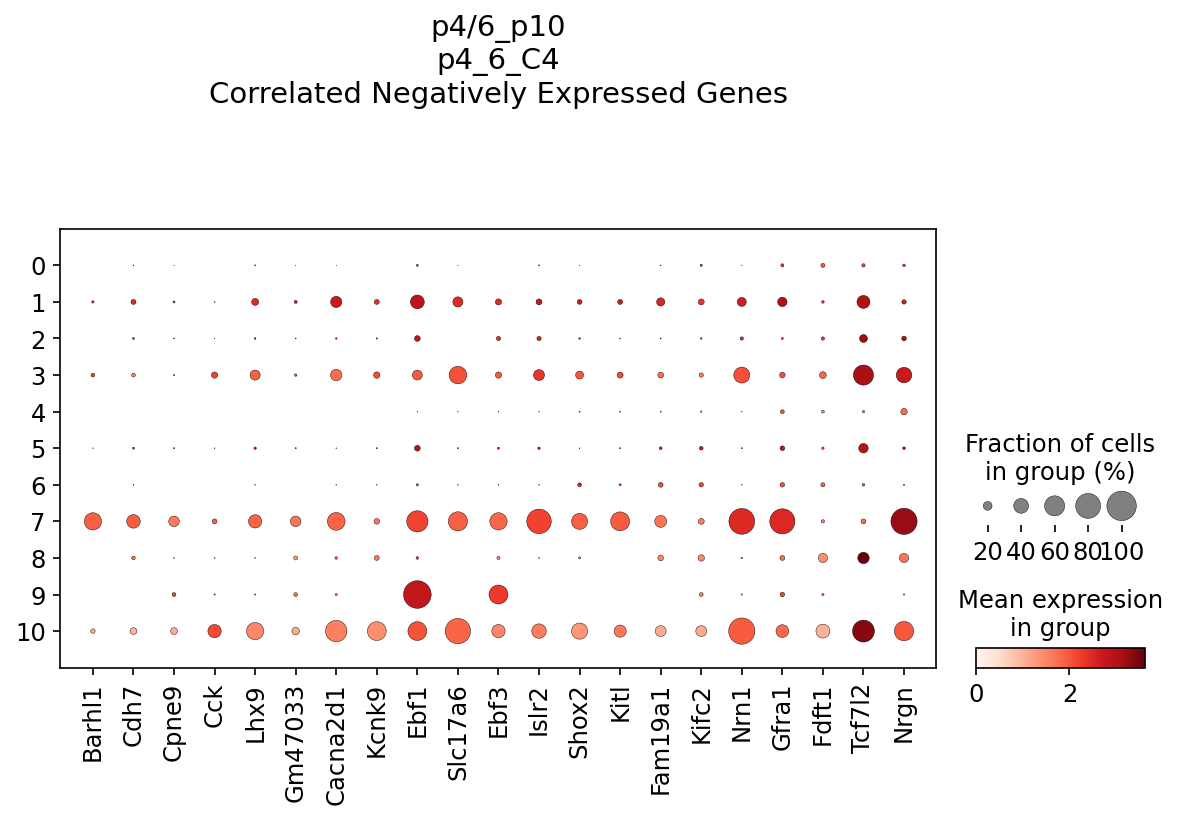 p4/6_p10
p4_6_C4
Correlated Negatively Expressed Genes
0
1
2
3
4
5
6
7
8
9
10
Barhl1
Cdh7
Cpne9
Cck
Lhx9
Gm47033
Cacna2d1
Kcnk9
Ebf1
Slc17a6
Ebf3
Islr2
Shox2
Kitl
Fam19a1
Kifc2
Nrn1
Gfra1
Fdft1
Tcf7l2
Nrgn
Fraction of cells
in group (%)
20 40 60 80 100
Mean expression
in group
0 2